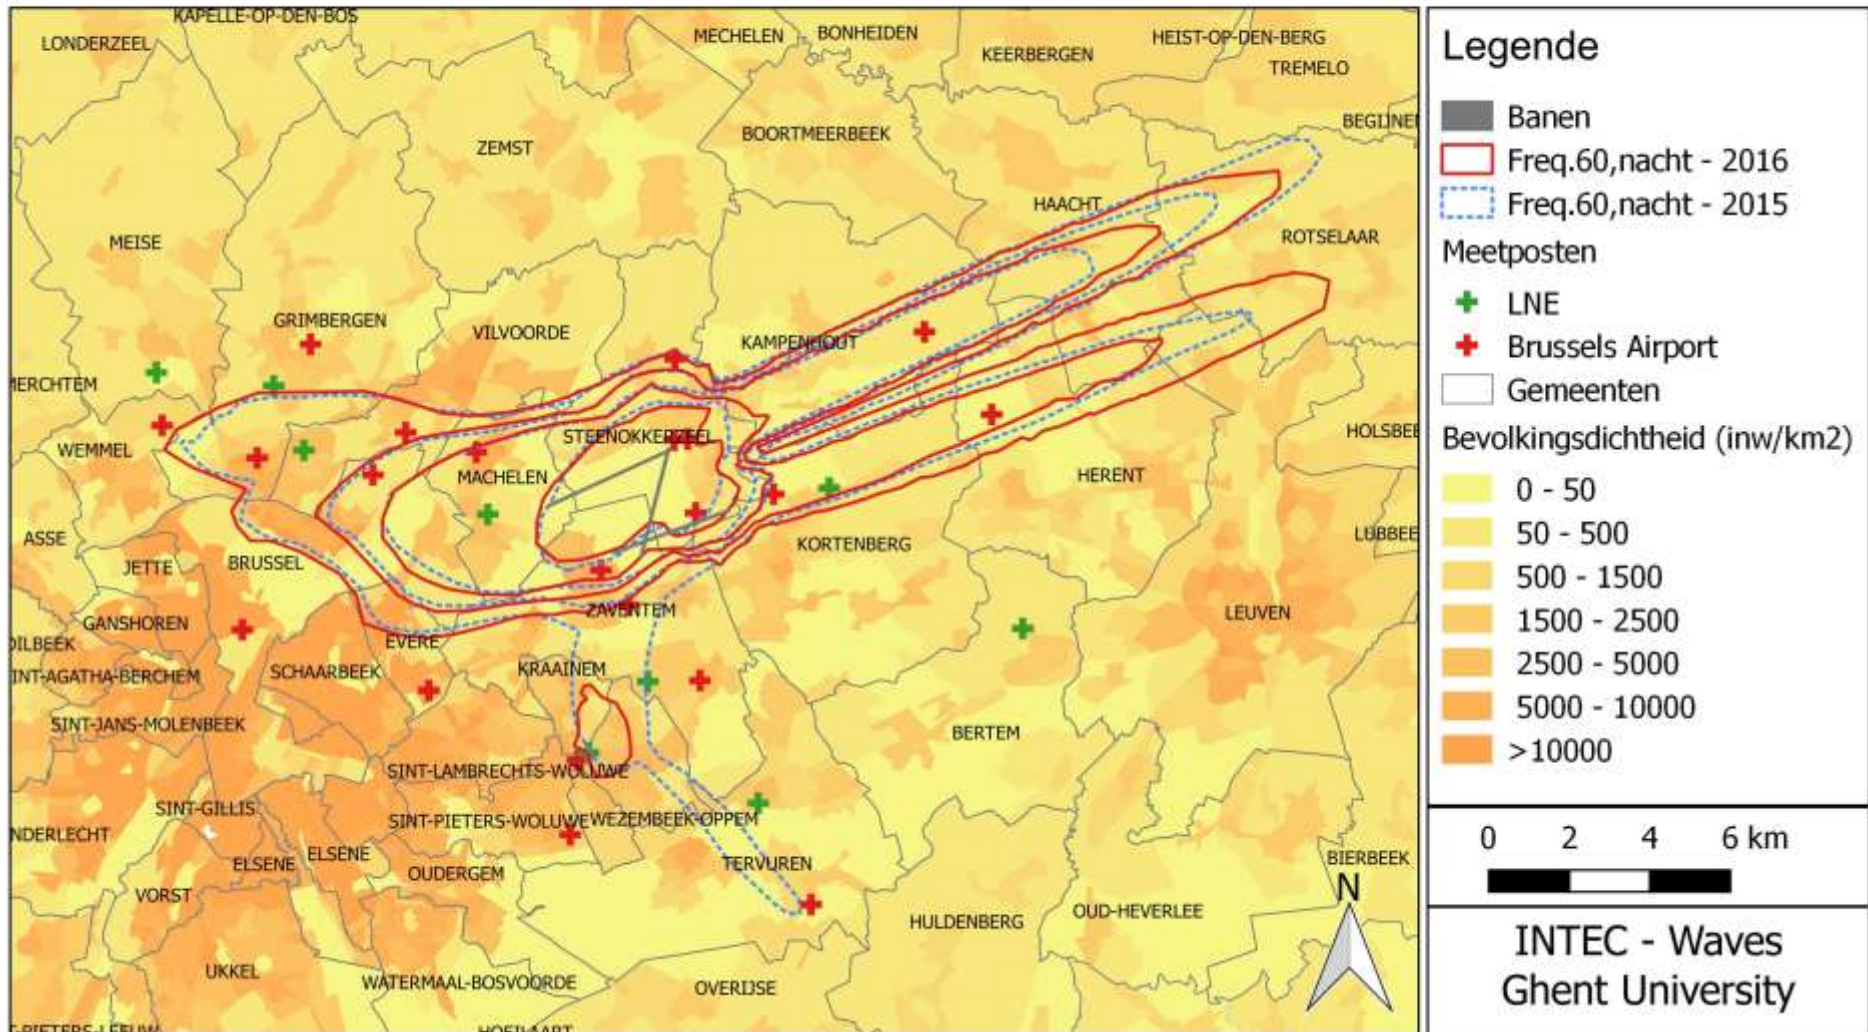 KAPELLE-OP-DEN-BOS
LONDERZEEL
MECHELEN
BONHEIDEN
KEERBERGEN
HEIST-OP-DEN-BERG
TREMELO
BEGIJNE
ZEMST
BOORTMEERBEEK
HAACHT
ROTSELAAR
MEISE
GRIMBERGEN
VILVOORDE
KAMPENHOUT
MERCHTEM
WEMMEL
STEENOKKERZEEL
HOLSBEE
MACHELEN
HERENT
ASSE
KORTENBERG
LUBBEE
JETTE
BRUSSEL
GANSHOREN
ZAVENTEM
LEUVEN
DILBEEK
EVERE
INT-AGATHA-BERCHEM
SCHAARBEEK
KRAAINEM
SINT-JANS-MOLENBEEK
BERTEM
SINT-LAMBRECHTS-WOLUWE
SINT-GILLIS
SINT-PIETERS-WOLUWE
WEZEMBEEK-OPPEM
NDERLECHT
ELSENE
ELSENE
OUDERGEM
TERVUREN
BIERBEEK
VORST
HULDENBERG
OUD-HEVERLEE
UKKEL
WATERMAAL-BOSVOORDE
OVERIJSE
T-PIETERS-LEEUW
HOEILAART
Legende
Banen
Freq.60,nacht - 2016
Freq.60,nacht - 2015
Meetposten
LNE
Brussels Airport
Gemeenten
Bevolkingsdichtheid (inw/km2)
0 - 50
50 - 500
500 - 1500
1500 - 2500
2500 - 5000
5000 - 10000
>10000
0 2 4 6 km
N
INTEC - Waves
Ghent University